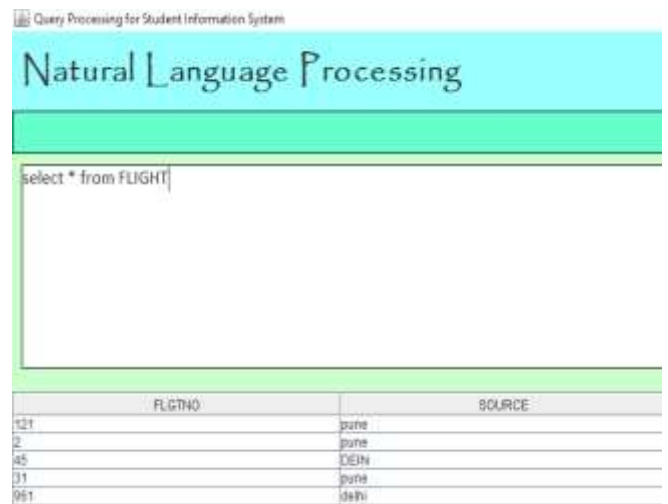 Query Processing for Student Information System
Natural Language Processing
select * from FLIGHT
FLGTNO SOURCE
121 pune
2 pune
45 DEIN
31 pune
961 delhi